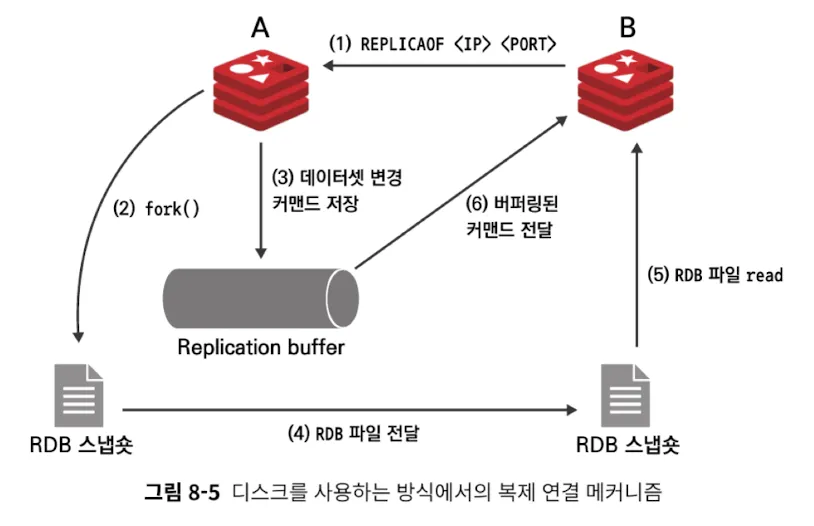 A
B
(1) REPLICAOF <IP> <PORT>
(2) fork()
(3) 데이터셋 변경
커맨드 저장
(6) 버퍼링된
커맨드 전달
(5) RDB 파일 read
Replication buffer
RDB 스냅숏
(4) RDB 파일 전달
RDB 스냅숏
그림 8-5 디스크를 사용하는 방식에서의 복제 연결 메커니즘